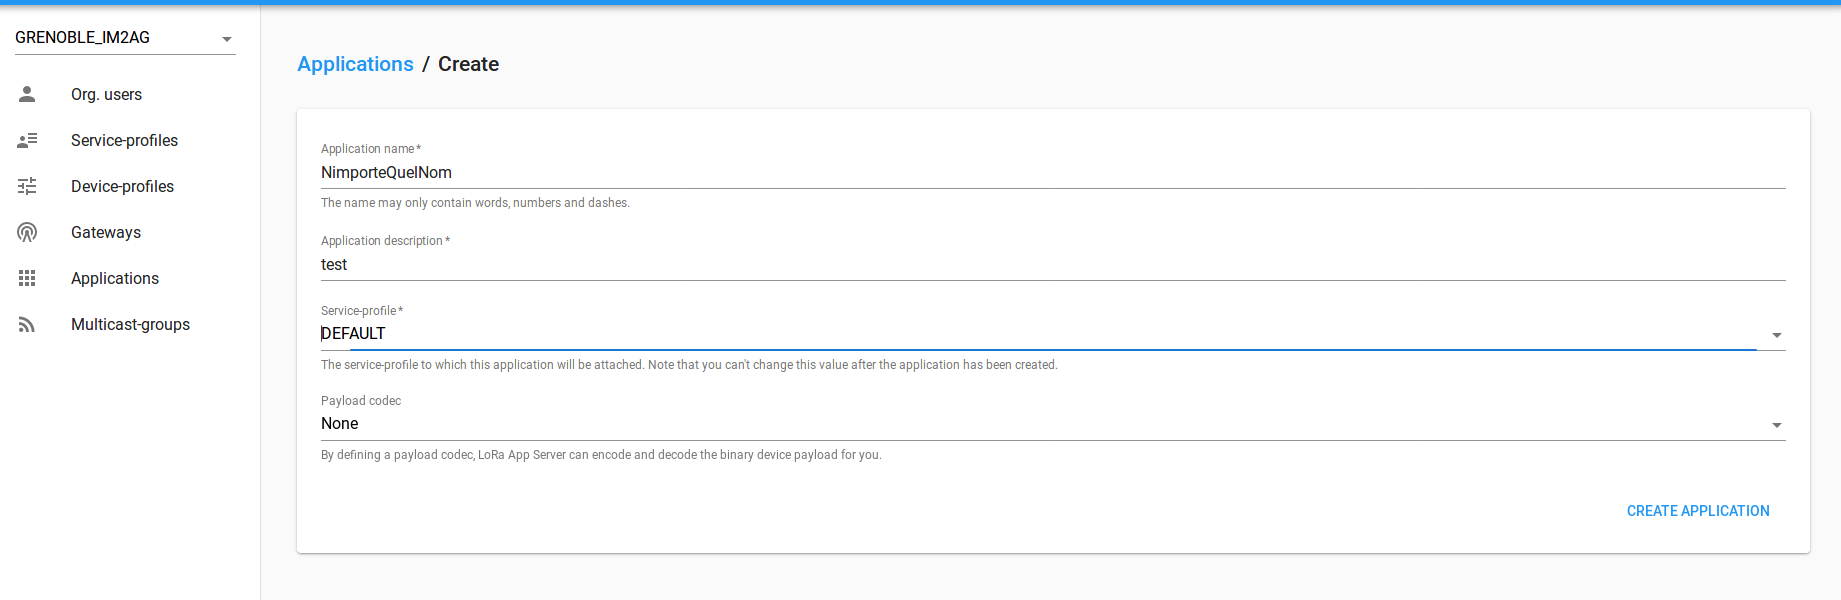 GRENOBLE_IM2AG
Org. users
Service-profiles
Device-profiles
Gateways
Applications
Multicast-groups
Applications / Create
Application name *
NimporteQuelNom
The name may only contain words, numbers and dashes.
Application description *
test
Service-profile *
DEFAULT
The service-profile to which this application will be attached. Note that you can't change this value after the application has been created.
Payload codec
None
By defining a payload codec, LoRa App Server can encode and decode the binary device payload for you.
CREATE APPLICATION